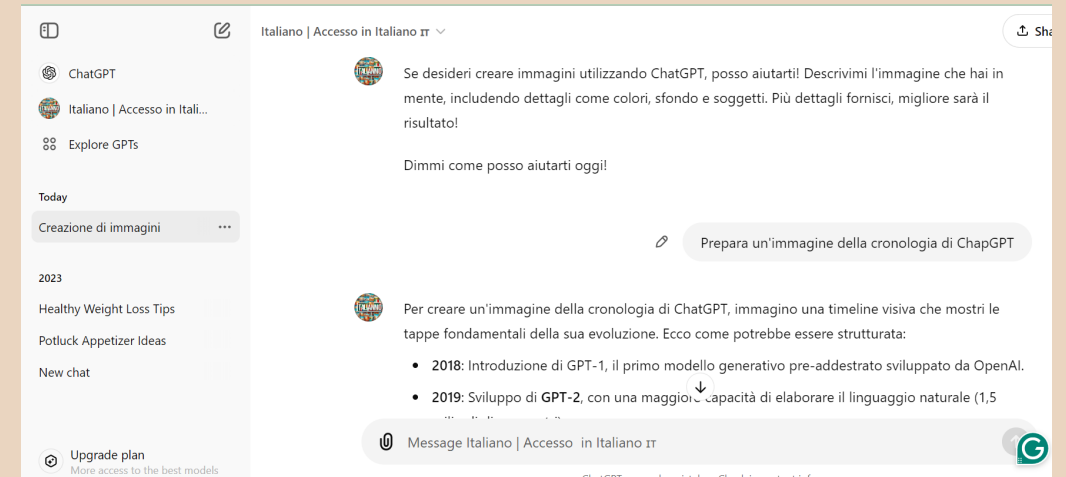 Italiano | Accesso in Italiano IT
Sha
ChatGPT
Italiano | Accesso in Itali...
Explore GPTs
Today
Creazione di immagini
2023
Healthy Weight Loss Tips
Potluck Appetizer Ideas
New chat
Upgrade plan
More access to the best models
Se desideri creare immagini utilizzando ChatGPT, posso aiutarti! Descrivimi l'immagine che hai in
mente, includendo dettagli come colori, sfondo e soggetti. Più dettagli fornisci, migliore sarà il
risultato!
Dimmi come posso aiutarti oggi!
Prepara un'immagine della cronologia di ChapGPT
Per creare un'immagine della cronologia di ChatGPT, immagino una timeline visiva che mostri le
tappe fondamentali della sua evoluzione. Ecco come potrebbe essere strutturata:
• 2018: Introduzione di GPT-1, il primo modello generativo pre-addestrato sviluppato da OpenAI.
• 2019: Sviluppo di GPT-2, con una maggiore capacità di elaborare il linguaggio naturale (1,5
Message Italiano | Accesso in Italiano IT